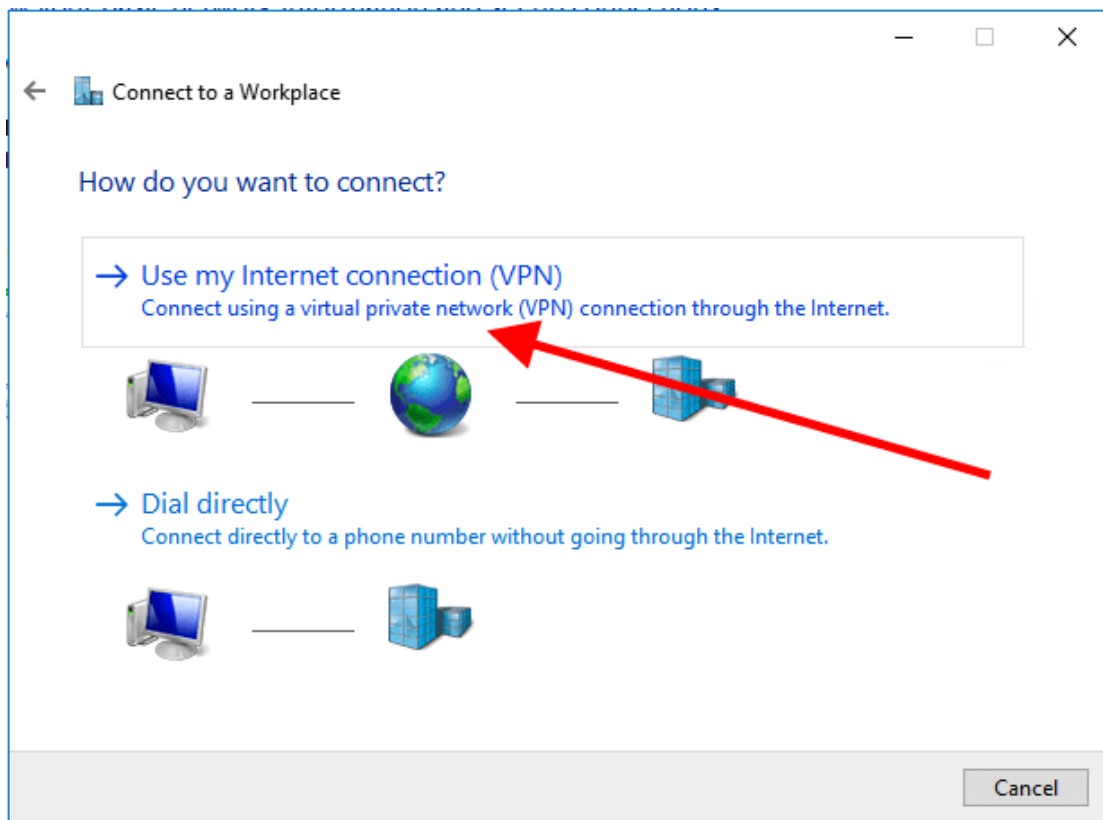 Connect to a Workplace
How do you want to connect?
Use my Internet connection (VPN)
Connect using a virtual private network (VPN) connection through the Internet.
Dial directly
Connect directly to a phone number without going through the Internet.
Cancel